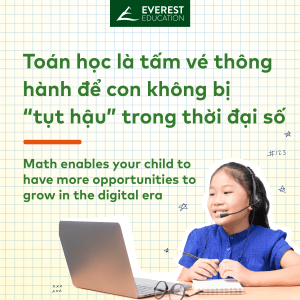 EVEREST
EDUCATION
Toán học là tấm vé thông
hành để con không bị
“tụt hậu” trong thời đại số
Math enables your child to
have more opportunities to
grow in the digital era
#123